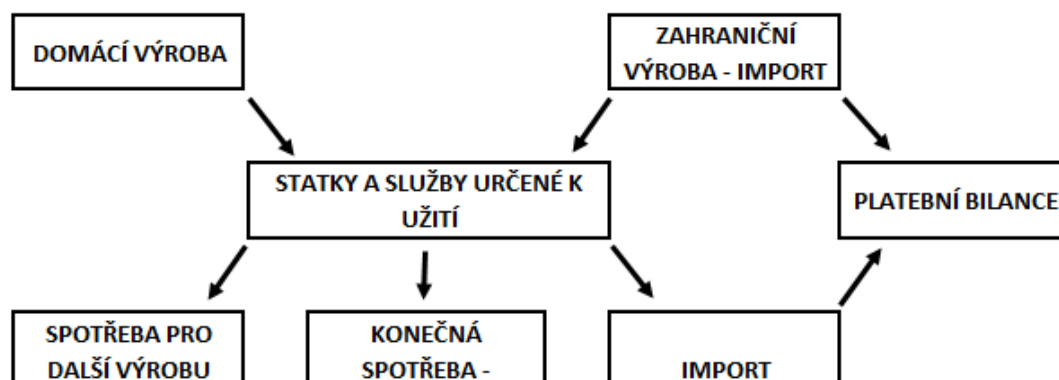 DOMÁCÍ VÝROBA
ZAHRANIČNÍ
VÝROBA - IMPORT
STATKY A SLUŽBY URČENÉ K
UŽITÍ
PLATEBNÍ BILANCE
SPOTŘEBA PRO
DALŠÍ VÝROBU
KONEČNÁ
SPOTŘEBA -
IMPORT